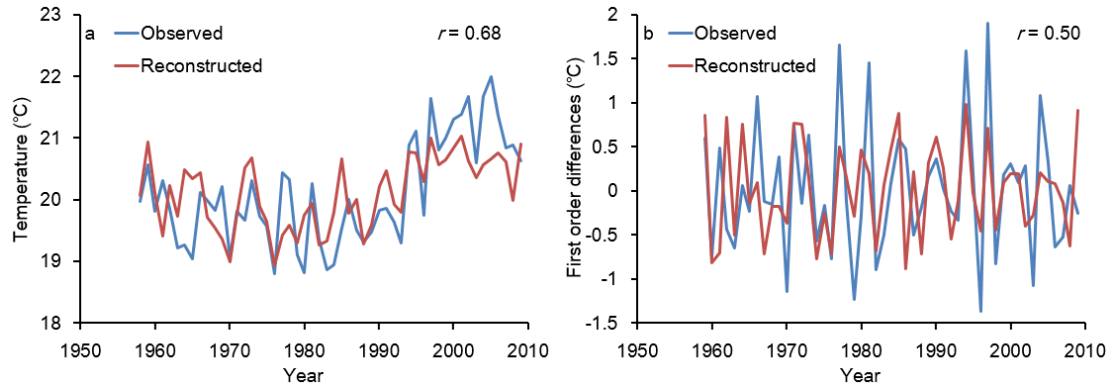 a
Observed
Reconstructed
r = 0.68
23
22
21
20
19
18
Temperature (°C)
1950
1960
1970
1980
1990
2000
2010
Year
b
Observed
Reconstructed
r = 0.50
2
1.5
1
0.5
0
-0.5
-1
-1.5
First order differences (°C)
1950
1960
1970
1980
1990
2000
2010
Year